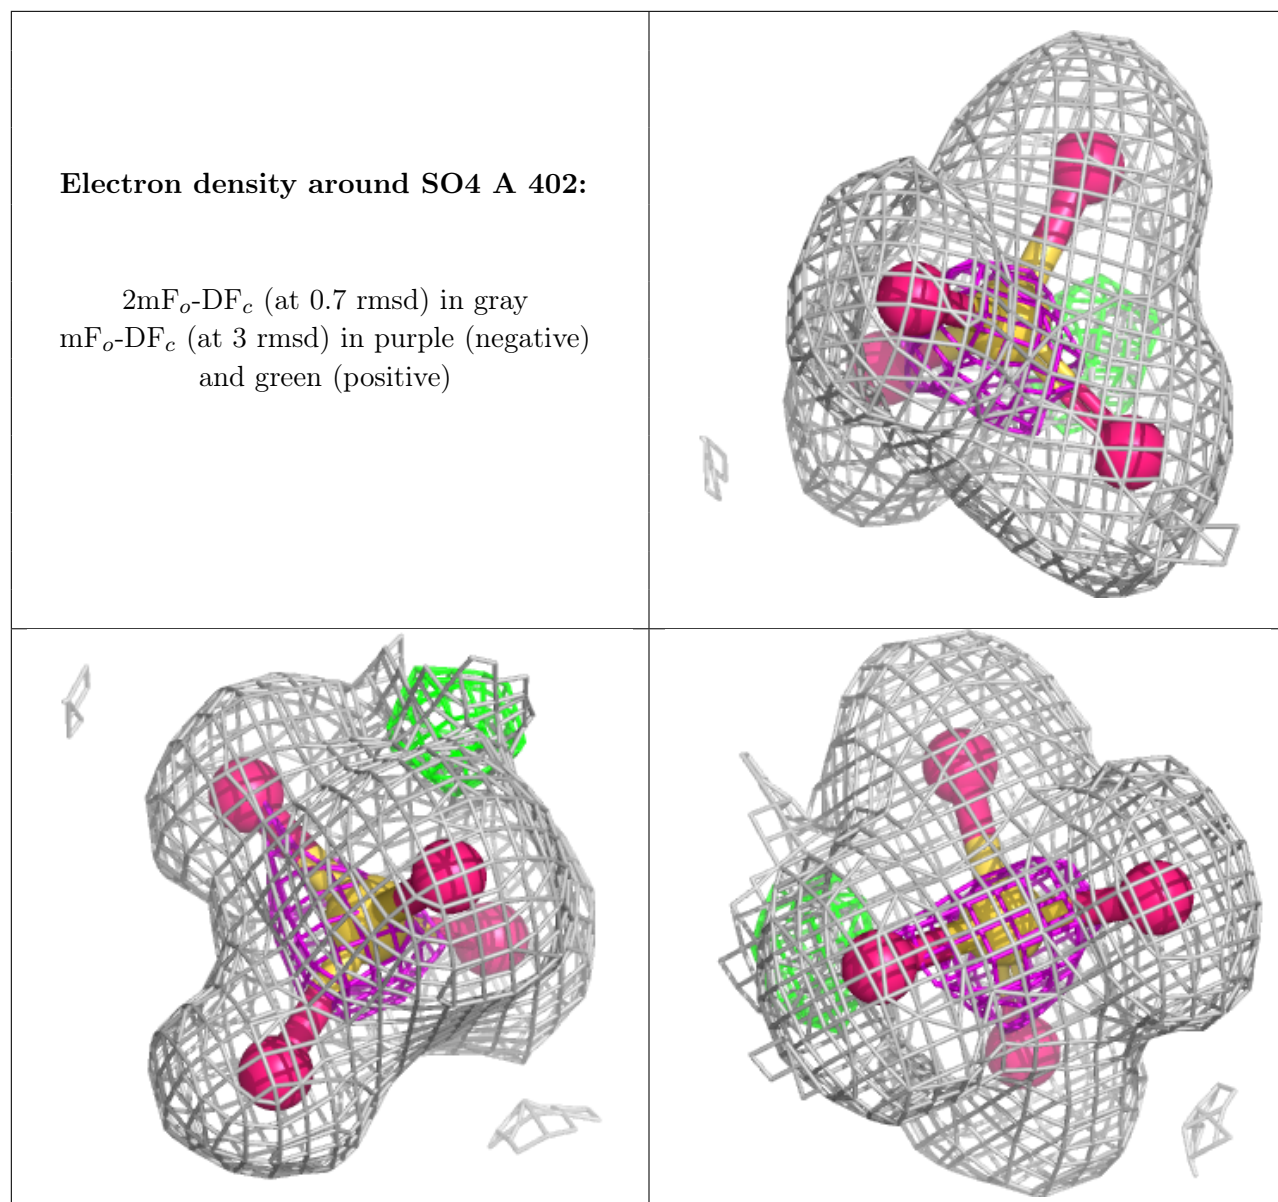 Electron density around SO4 A 402:
2mFo-DFc (at 0.7 rmsd) in gray
mFo-DFc (at 3 rmsd) in purple (negative)
and green (positive)